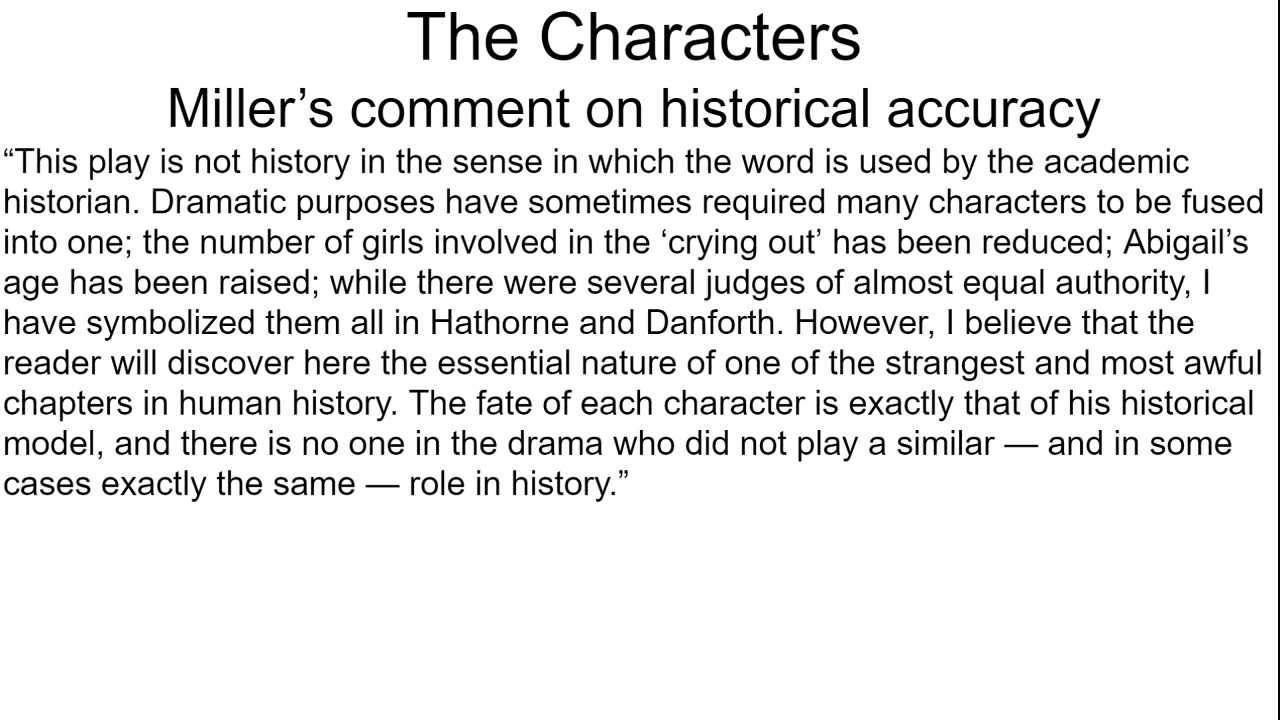 The Characters
Miller’s comment on historical accuracy
“This play is not history in the sense in which the word is used by the academic
historian. Dramatic purposes have sometimes required many characters to be fused
into one; the number of girls involved in the ‘crying out’ has been reduced; Abigail’s
age has been raised; while there were several judges of almost equal authority, I
have symbolized them all in Hathorne and Danforth. However, I believe that the
reader will discover here the essential nature of one of the strangest and most awful
chapters in human history. The fate of each character is exactly that of his historical
model, and there is no one in the drama who did not play a similar — and in some
cases exactly the same — role in history.”